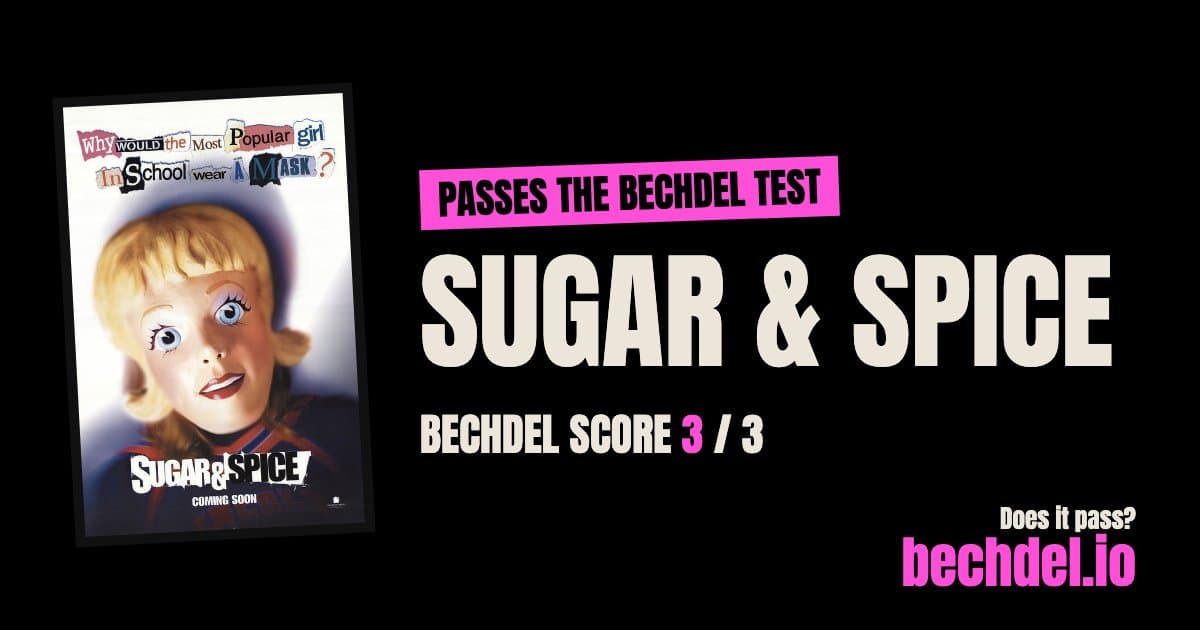 Why WOULD the Most Popular girl
In School wear A MASK ?
SUGAR & SPICE
COMING SOON
PASSES THE BECHDEL TEST
SUGAR & SPICE
BECHDEL SCORE 3 / 3
Does it pass?
bechdel.io